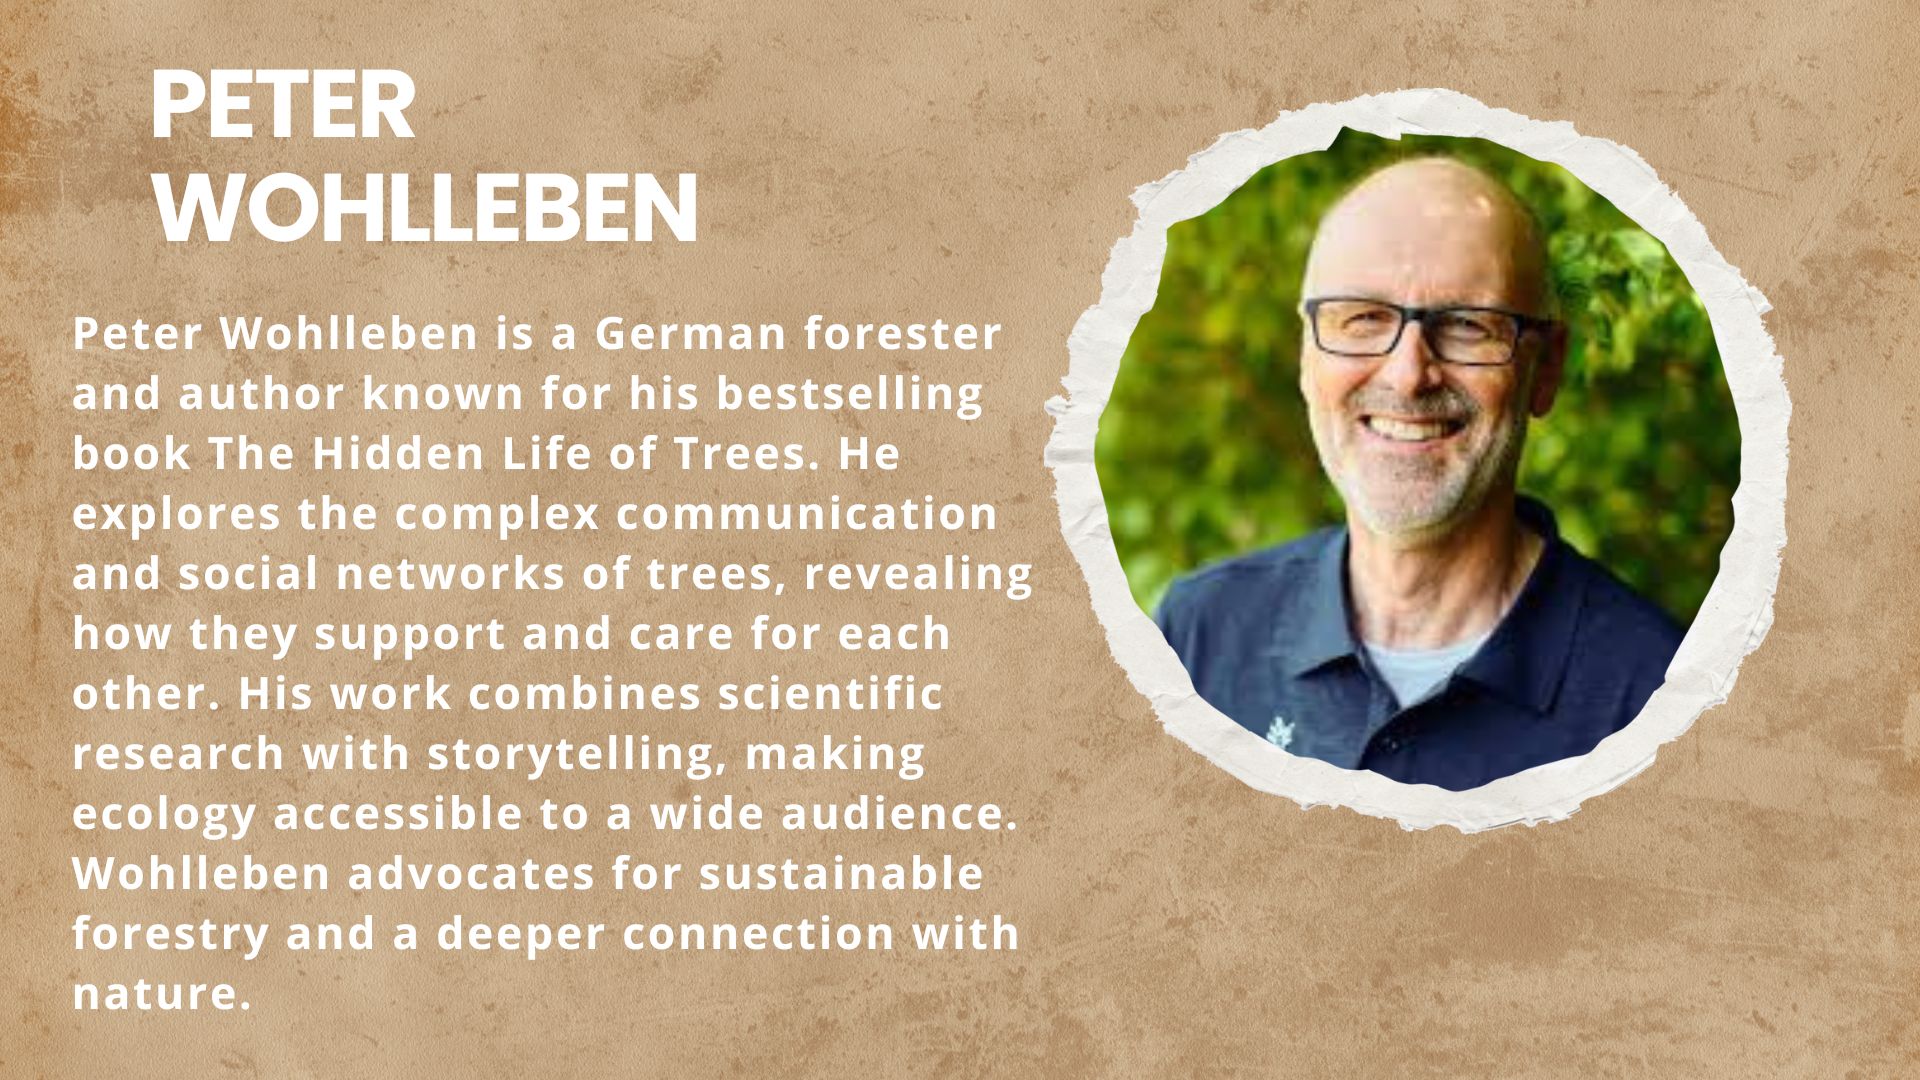 PETER
WOHLLEBEN
Peter Wohlleben is a German forester
and author known for his bestselling
book The Hidden Life of Trees. He
explores the complex communication
and social networks of trees, revealing
how they support and care for each
other. His work combines scientific
research with storytelling, making
ecology accessible to a wide audience.
Wohlleben advocates for sustainable
forestry and a deeper connection with
nature.